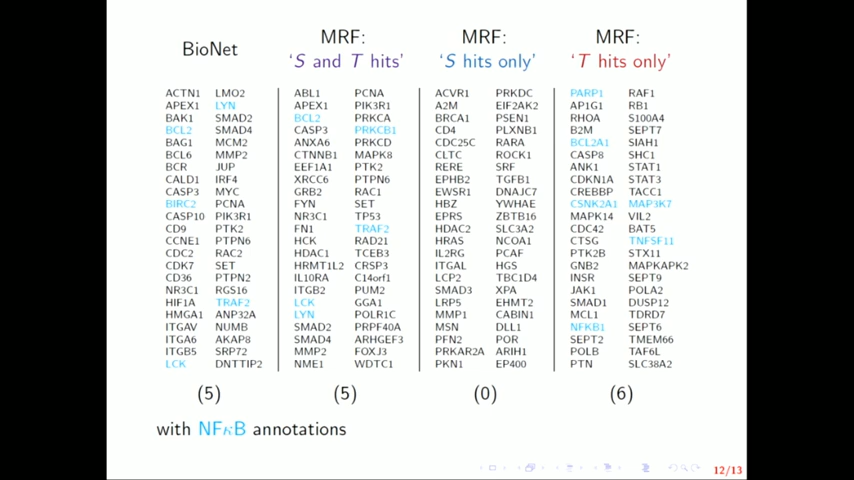 BioNet
MRF:
MRF:
MRF:
‘S and T hits’
‘S hits only’
‘T hits only’
ACTN1 LMO2 ABL1 PCNA ACVR1 PRKDC PARP1 RAF1
APEX1 LYN APEX1 PIK3R1 A2M EIF2AK2 AP1G1 RB1
BAK1 SMAD2 BCL2 PRKCA BRCA1 PSEN1 RHOA S100A4
BCL2 SMAD4 CASP3 PRKCB1 CD4 PLXNB1 B2M SEPT7
BAG1 MCM2 ANXA6 PRKCD CDC25C RARA BCL2A1 SIAH1
BCL6 MMP2 CTNNB1 MAPK8 CLTC ROCK1 CASP8 SHC1
BCR JUP EEF1A1 PTK2 RERE SRF ANK1 STAT1
CALD1 IRF4 XRCC6 PTPN6 EPHB2 TGFB1 CDKN1A STAT3
CASP3 MYC GRB2 RAC1 EWSR1 DNAJC7 CREBBP TACC1
BIRC2 PCNA FYN SET HBZ YWHAE CSNK2A1 MAP3K7
CASP10 PIK3R1 NR3C1 TP53 EPRS ZBTB16 MAPK14 VIL2
CD9 PTK2 FN1 TRAF2 HDAC2 SLC3A2 CDC42 BAT5
CCNE1 PTPN6 HCK RAD21 HRAS NCOA1 CTSG TNFSF11
CDC2 RAC2 HDAC1 TCEB3 IL2RG PCAF PTK2B STX11
CDK7 SET HRMT1L2 CRSP3 ITGAL HGS GNB2 MAPKAPK2
CD36 PTPN2 IL10RA C14orf1 LCP2 TBC1D4 INSR SEPT9
NR3C1 RGS16 ITGB2 PUM2 SMAD3 XPA JAK1 POLA2
HIF1A TRAF2 LCK GGA1 LRP5 EHMT2 SMAD1 DUSP12
HMGA1 ANP32A LYN POLR1C MMP1 CABIN1 MCL1 TDRD7
ITGAV NUMB SMAD2 PRPF40A MSN DLL1 NFKB1 SEPT6
ITGA6 AKAP8 SMAD4 ARHGEF3 PFN2 POR SEPT2 TMEM66
ITGB5 SRP72 MMP2 FOXJ3 PRKAR2A ARIH1 POLB TAF6L
LCK DNTTIP2 NME1 WDTC1 PKN1 EP400 PTN SLC38A2
(5) (5) (0) (6)
with NFκB annotations
12/13